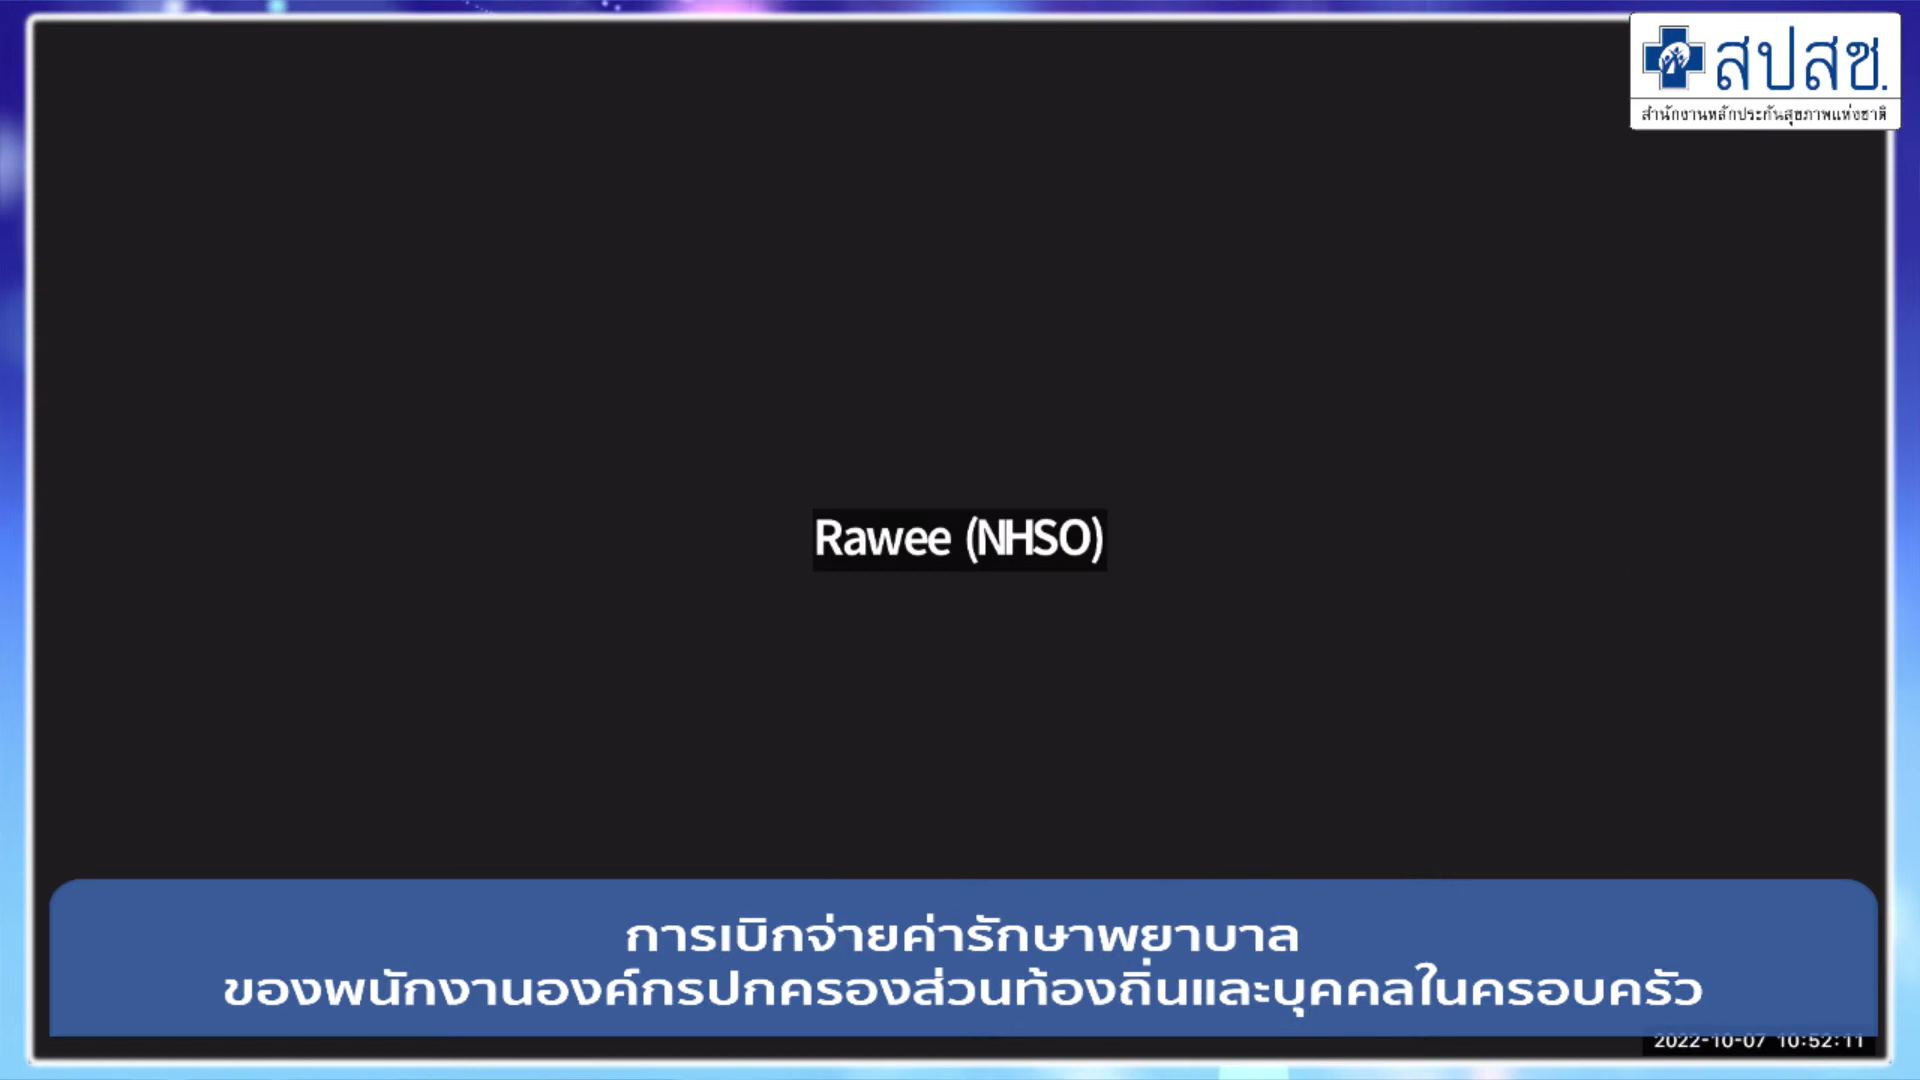 สปสช.
สำนักงานหลักประกันสุขภาพแห่งชาติ
Rawee (NHSO)
การเบิกจ่ายค่ารักษาพยาบาล
ของพนักงานองค์กรปกครองส่วนท้องถิ่นและบุคคลในครอบครัว
2022-10-07 10:52:11